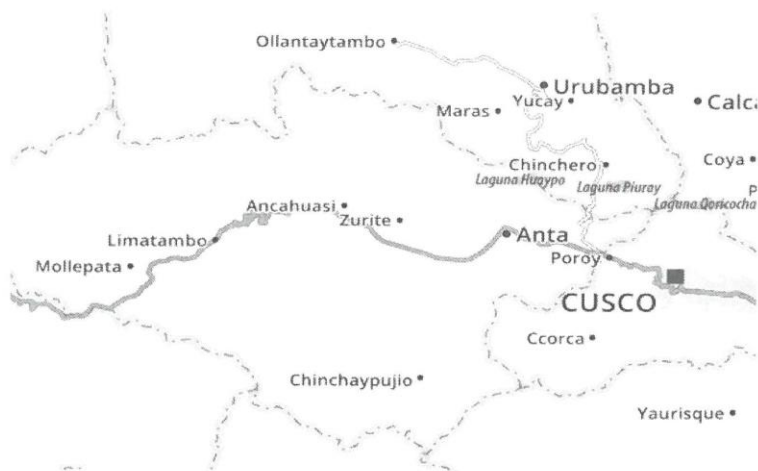 Ollantaytambo
Urubamba
Yucay
Calca
Maras
Chinchero
Coya
Laguna Huaypo
Laguna Piuray
P
Laguna Qoricocha
Ancahuasi
Zurite
Limatambo
Anta
Mollepata
Poroy
CUSCO
Ccorca
Chinchaypujio
Yaurisque